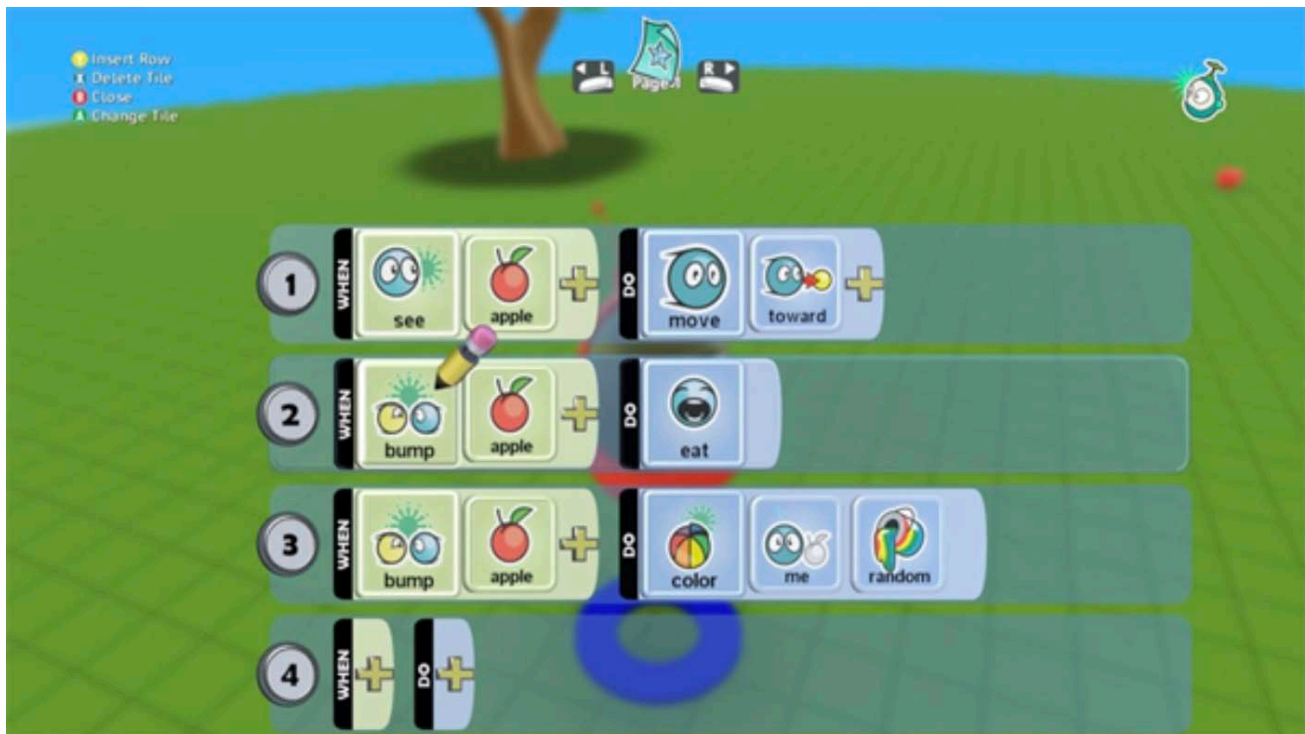 Y Insert Row
X Delete Tile
B Close
A Change Tile
L Page 1 R
1 WHEN see apple DO move toward
2 WHEN bump apple DO eat
3 WHEN bump apple DO color me random
4 WHEN DO